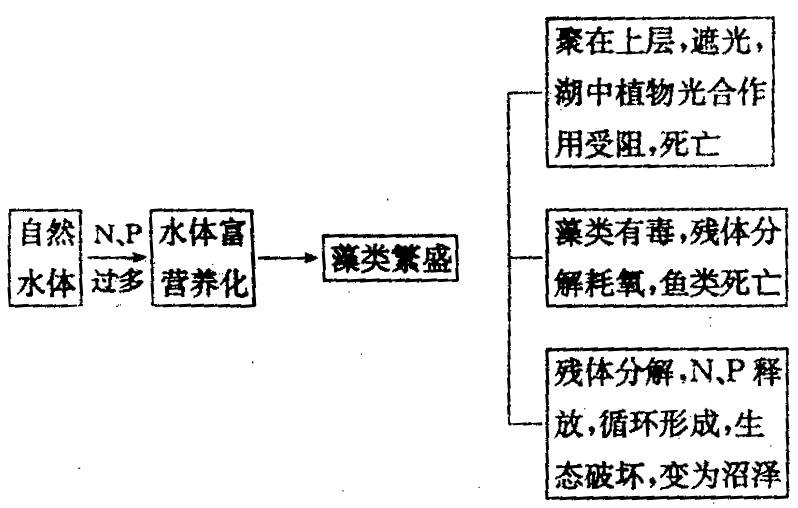 自然
水体
N、P
过多
水体富
营养化
藻类繁盛
聚在上层,遮光,
湖中植物光合作
用受阻,死亡
藻类有毒,残体分
解耗氧,鱼类死亡
残体分解,N、P释
放,循环形成,生
态破坏,变为沼泽